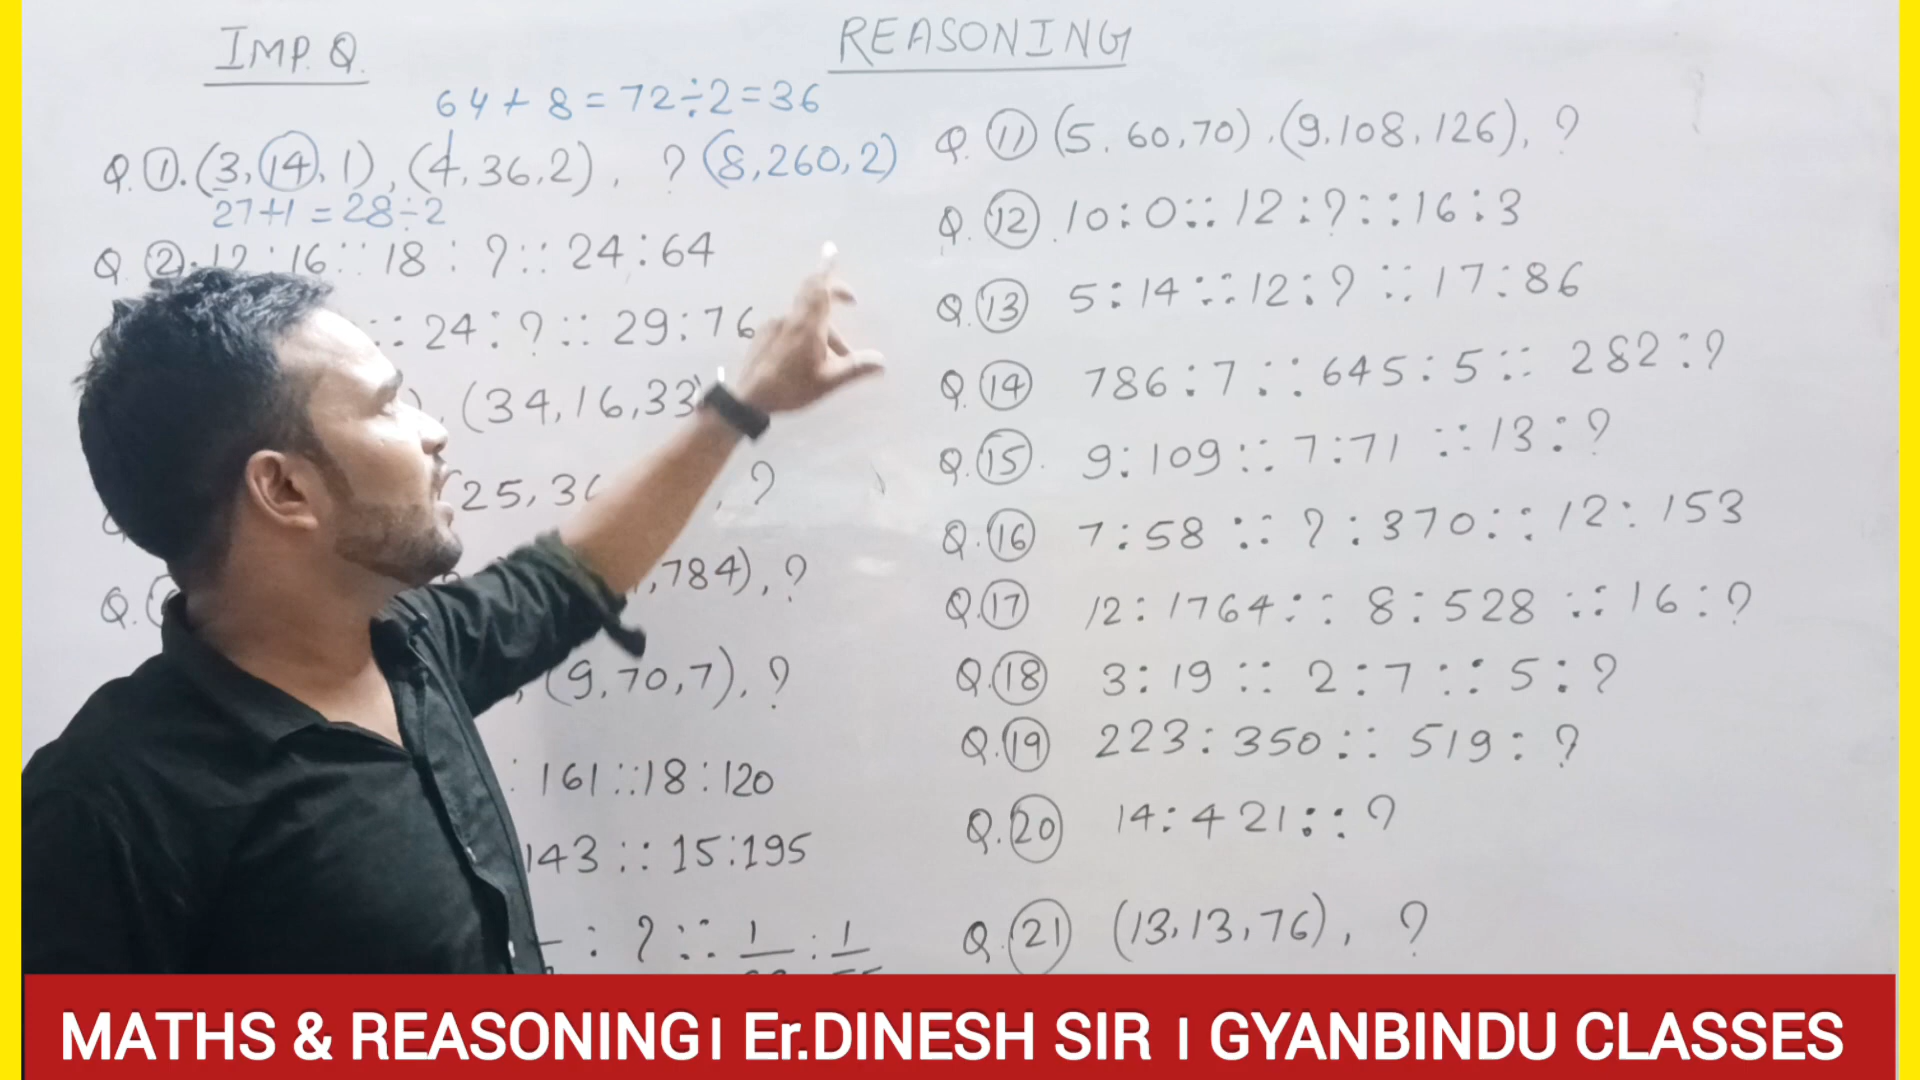 IMP. Q.
REASONING
64 + 8 = 72 ÷ 2 = 36
Q. ①. (3, 14, 1), (4, 36, 2), ? (8, 260, 2)
27 + 1 = 28 ÷ 2
Q. ②. 12 : 16 :: 18 : ? :: 24 : 64
:: 24 : ? :: 29 : 76
), (34, 16, 33)
(25, 36 , ?
Q.
, 784), ?
, (9, 70, 7), ?
: 161 :: 18 : 120
143 :: 15 : 195
: ? :: 1 : 1
Q. ⑪ (5, 60, 70), (9, 108, 126), ?
Q. ⑫ 10 : 0 :: 12 : ? :: 16 : 3
Q. ⑬ 5 : 14 :: 12 : ? :: 17 : 86
Q. ⑭ 786 : 7 :: 645 : 5 :: 282 : ?
Q. ⑮. 9 : 109 :: 7 : 71 :: 13 : ?
Q. ⑯ 7 : 58 :: ? : 370 :: 12 : 153
Q. ⑰ 12 : 1764 :: 8 : 528 :: 16 : ?
Q. ⑱ 3 : 19 :: 2 : 7 :: 5 : ?
Q. ⑲ 223 : 350 :: 519 : ?
Q. ⑳ 14 : 421 :: ?
Q. ㉑ (13, 13, 76), ?
MATHS & REASONING। Er.DINESH SIR । GYANBINDU CLASSES